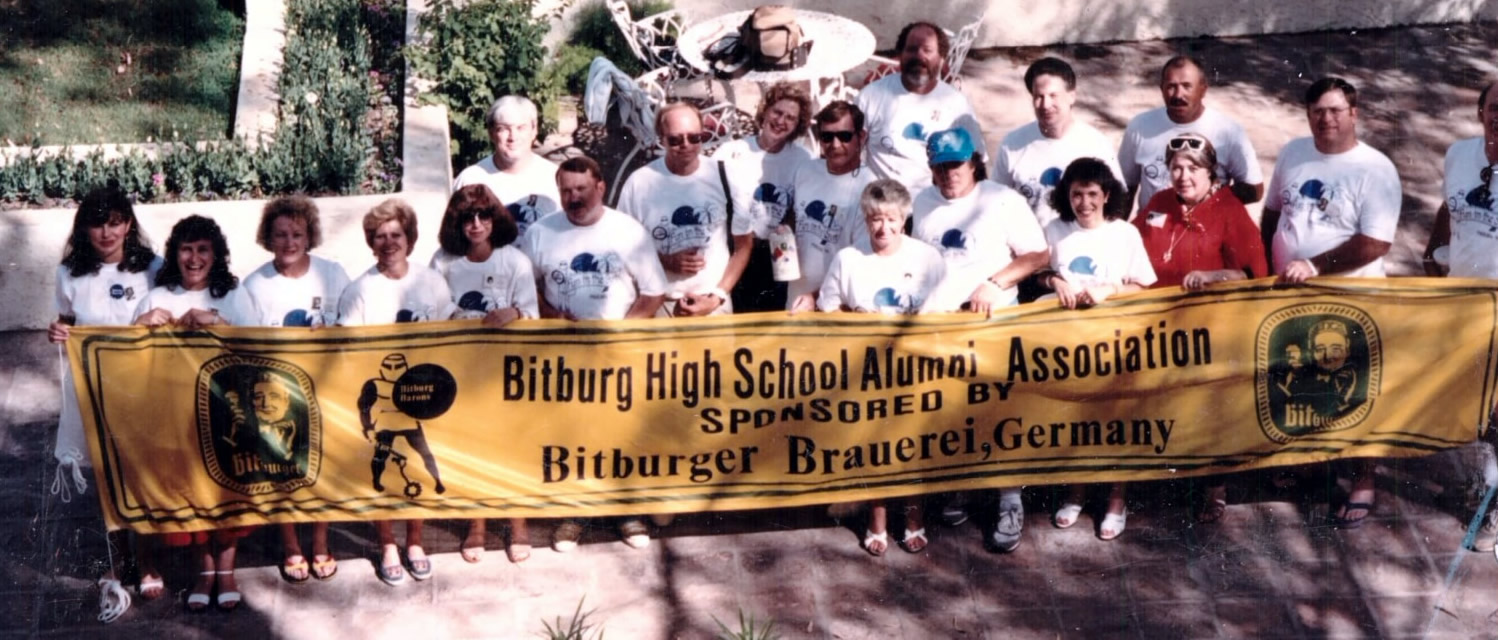 Bitburg High School Alumni Association
SPONSORED BY
Bitburger Brauerei, Germany
Bitburg
Barons
Bitburger
Bitburger